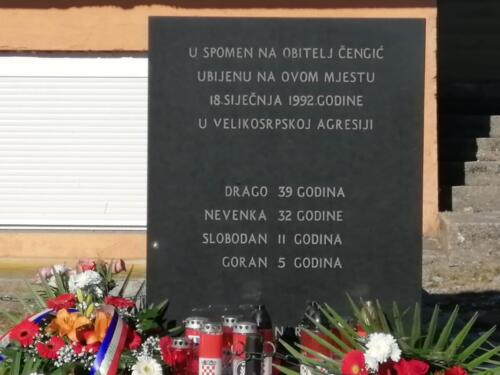 U SPOMEN NA OBITELJ ČENGIĆ
UBIJENU NA OVOM MJESTU
18.SIJEČNJA 1992.GODINE
U VELIKOSRPSKOJ AGRESIJI
DRAGO 39 GODINA
NEVENKA 32 GODINE
SLOBODAN 11 GODINA
GORAN 5 GODINA